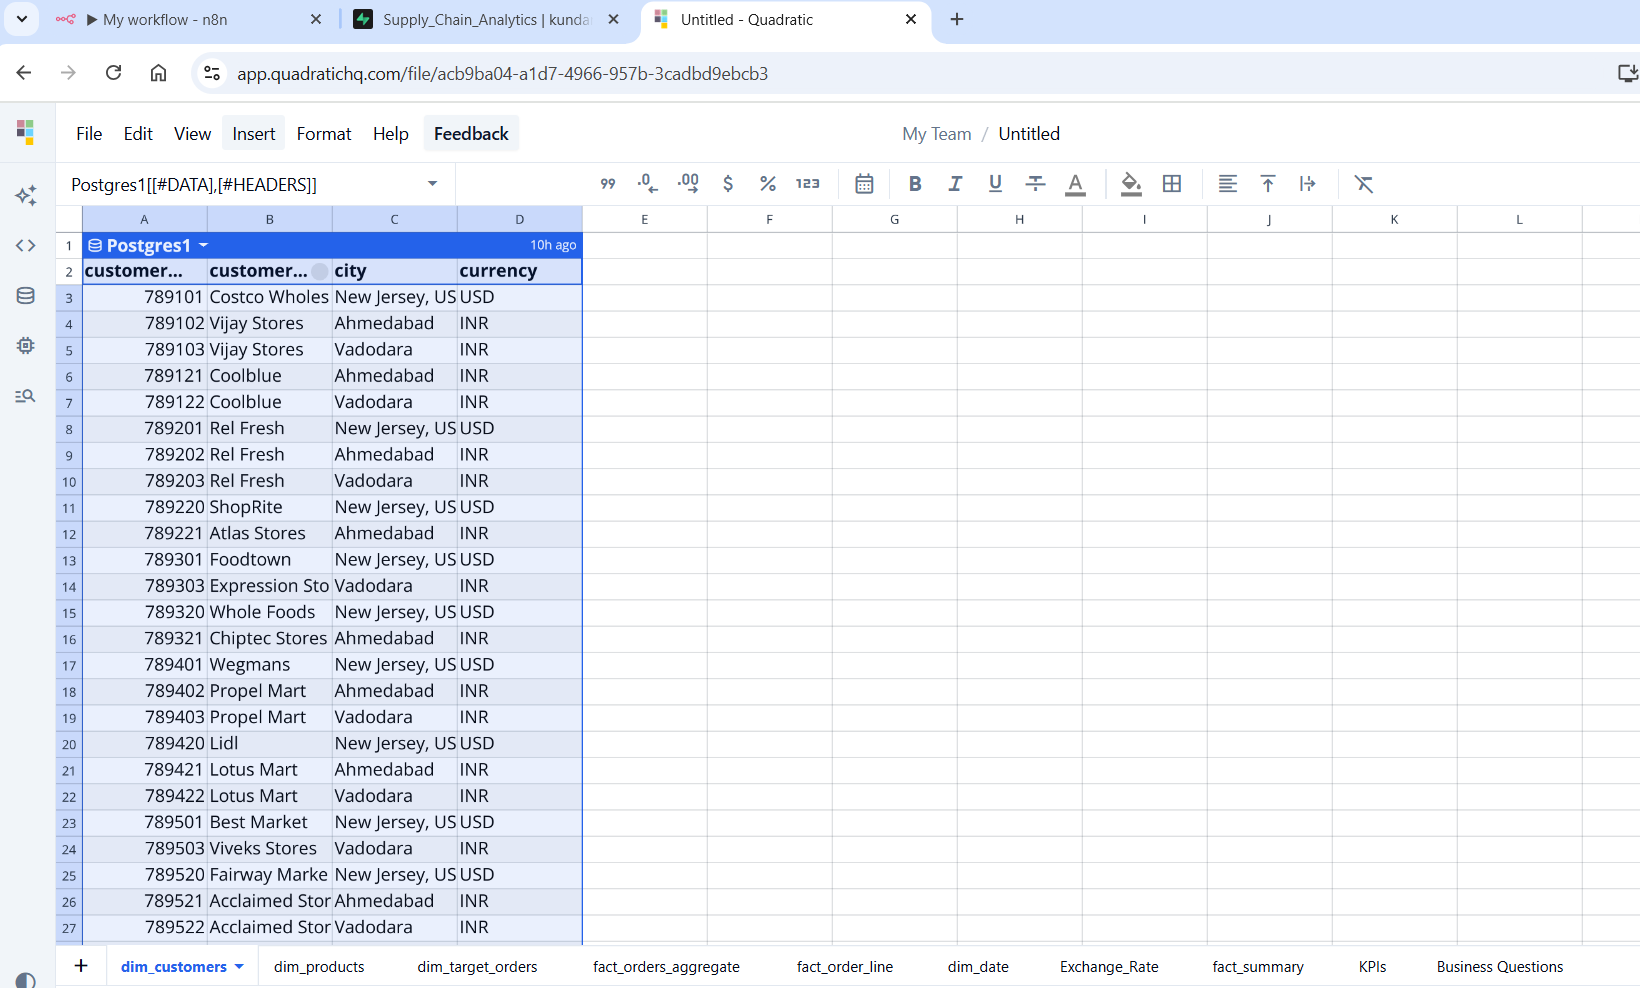 ▶ My workflow - n8n
Supply_Chain_Analytics | kunda
Untitled - Quadratic
app.quadratichq.com/file/acb9ba04-a1d7-4966-957b-3cadbd9ebcb3
File Edit View Insert Format Help Feedback
My Team / Untitled
Postgres1[[#DATA],[#HEADERS]]
99 .0 .00 $ % 123 B I U S A
A B C D E F G H I J K L
1 Postgres1 10h ago
2 customer... customer... city currency
3 789101 Costco Wholes New Jersey, US USD
4 789102 Vijay Stores Ahmedabad INR
5 789103 Vijay Stores Vadodara INR
6 789121 Coolblue Ahmedabad INR
7 789122 Coolblue Vadodara INR
8 789201 Rel Fresh New Jersey, US USD
9 789202 Rel Fresh Ahmedabad INR
10 789203 Rel Fresh Vadodara INR
11 789220 ShopRite New Jersey, US USD
12 789221 Atlas Stores Ahmedabad INR
13 789301 Foodtown New Jersey, US USD
14 789303 Expression Sto Vadodara INR
15 789320 Whole Foods New Jersey, US USD
16 789321 Chiptec Stores Ahmedabad INR
17 789401 Wegmans New Jersey, US USD
18 789402 Propel Mart Ahmedabad INR
19 789403 Propel Mart Vadodara INR
20 789420 Lidl New Jersey, US USD
21 789421 Lotus Mart Ahmedabad INR
22 789422 Lotus Mart Vadodara INR
23 789501 Best Market New Jersey, US USD
24 789503 Viveks Stores Vadodara INR
25 789520 Fairway Marke New Jersey, US USD
26 789521 Acclaimed Stor Ahmedabad INR
27 789522 Acclaimed Stor Vadodara INR
dim_customers dim_products dim_target_orders fact_orders_aggregate fact_order_line dim_date Exchange_Rate fact_summary KPIs Business Questions